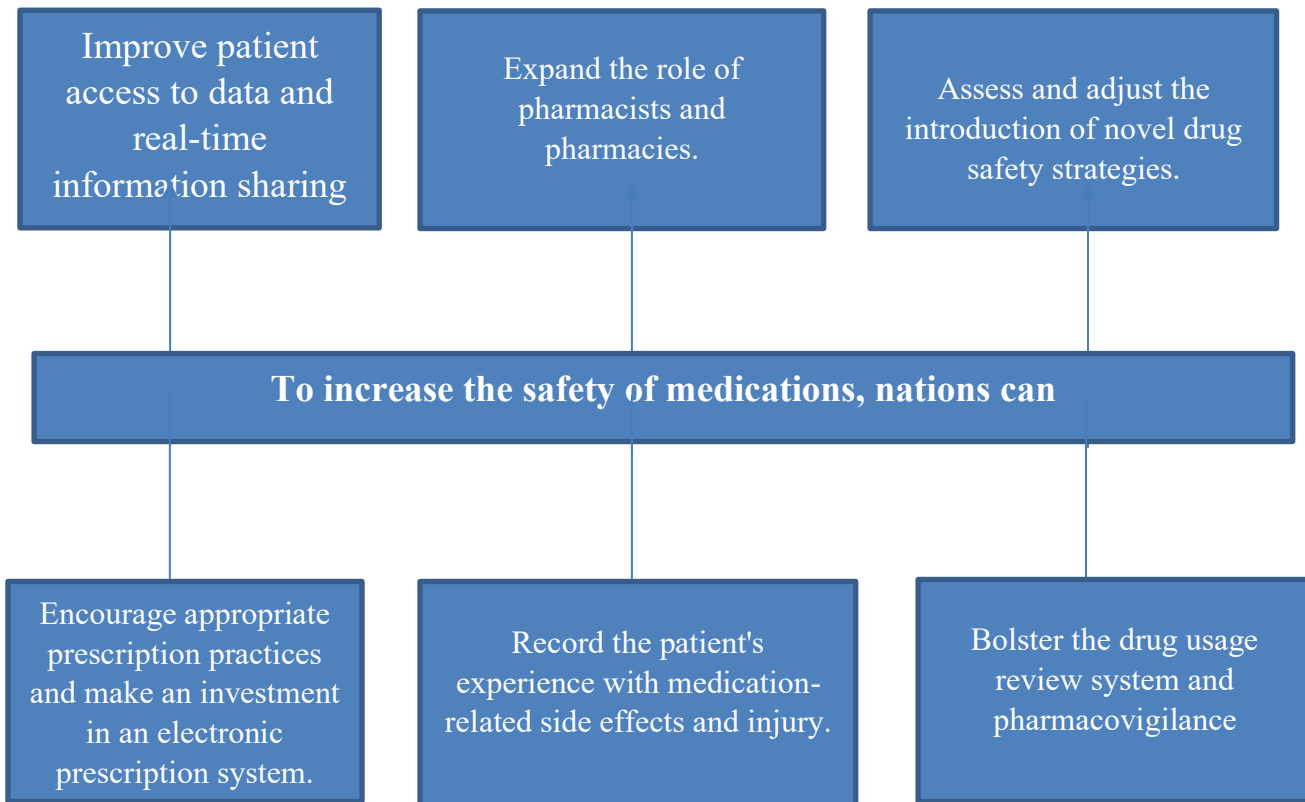 Improve patient
access to data and
real-time
information sharing
Expand the role of
pharmacists and
pharmacies.
Assess and adjust the
introduction of novel drug
safety strategies.
To increase the safety of medications, nations can
Encourage appropriate
prescription practices
and make an investment
in an electronic
prescription system.
Record the patient's
experience with medication-
related side effects and injury.
Bolster the drug usage
review system and
pharmacovigilance